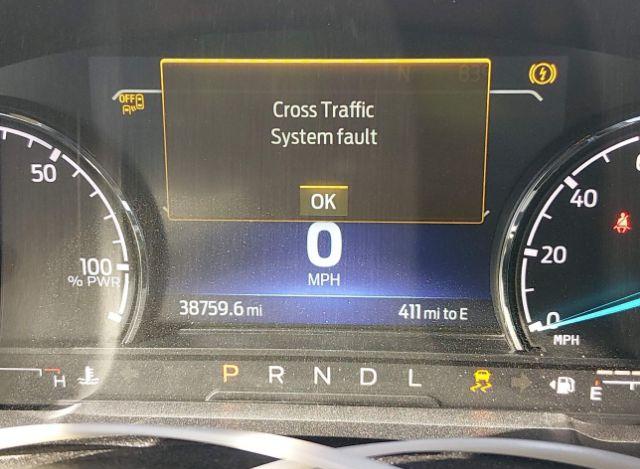 OFF
Cross Traffic
System fault
OK
50
100
% PWR
0
MPH
38759.6 mi
411 mi to E
40
20
0
MPH
H
P R N D L
E